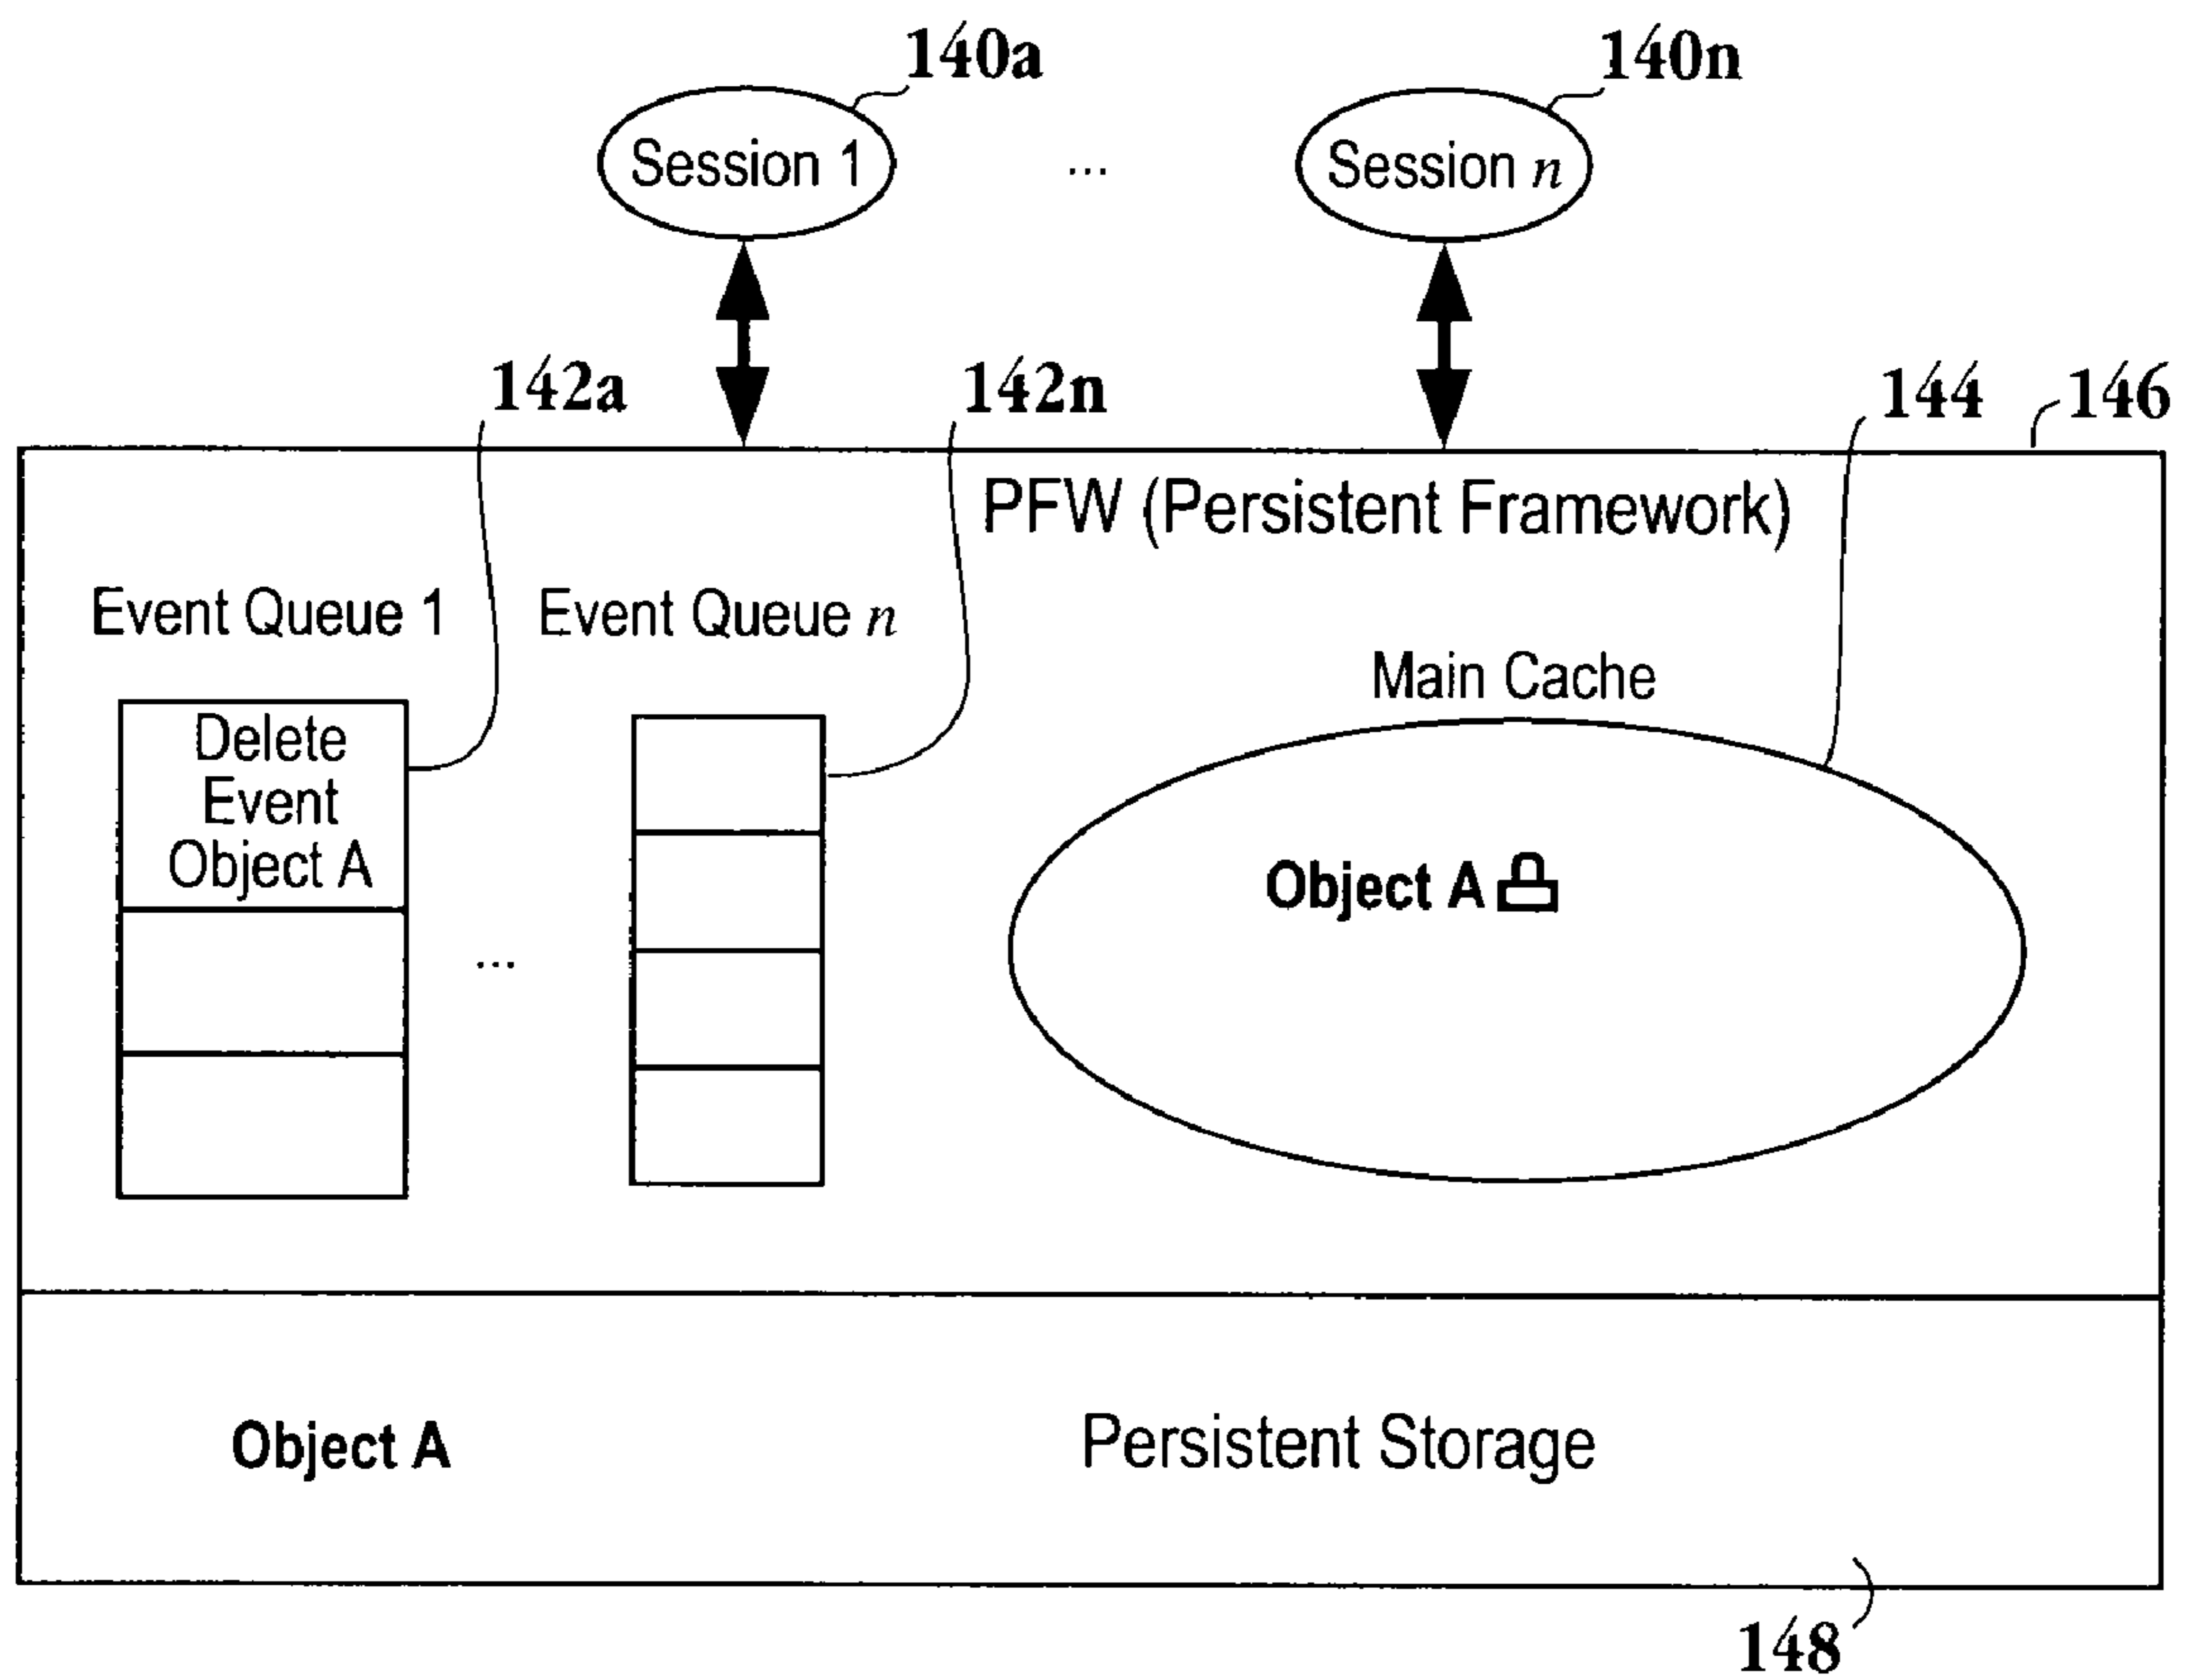 140a
140n
Session 1
...
Session n
142a
142n
144
146
PFW (Persistent Framework)
Event Queue 1
Event Queue n
Main Cache
Delete
Event
Object A
Object A
...
Object A
Persistent Storage
148